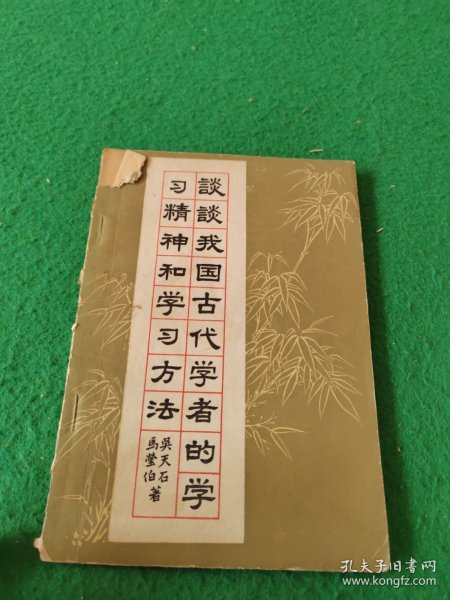 談談我国古代学者的学
习精神和学习方法
吳天石
馬瑩伯著
孔夫子旧书网
www.kongfz.com